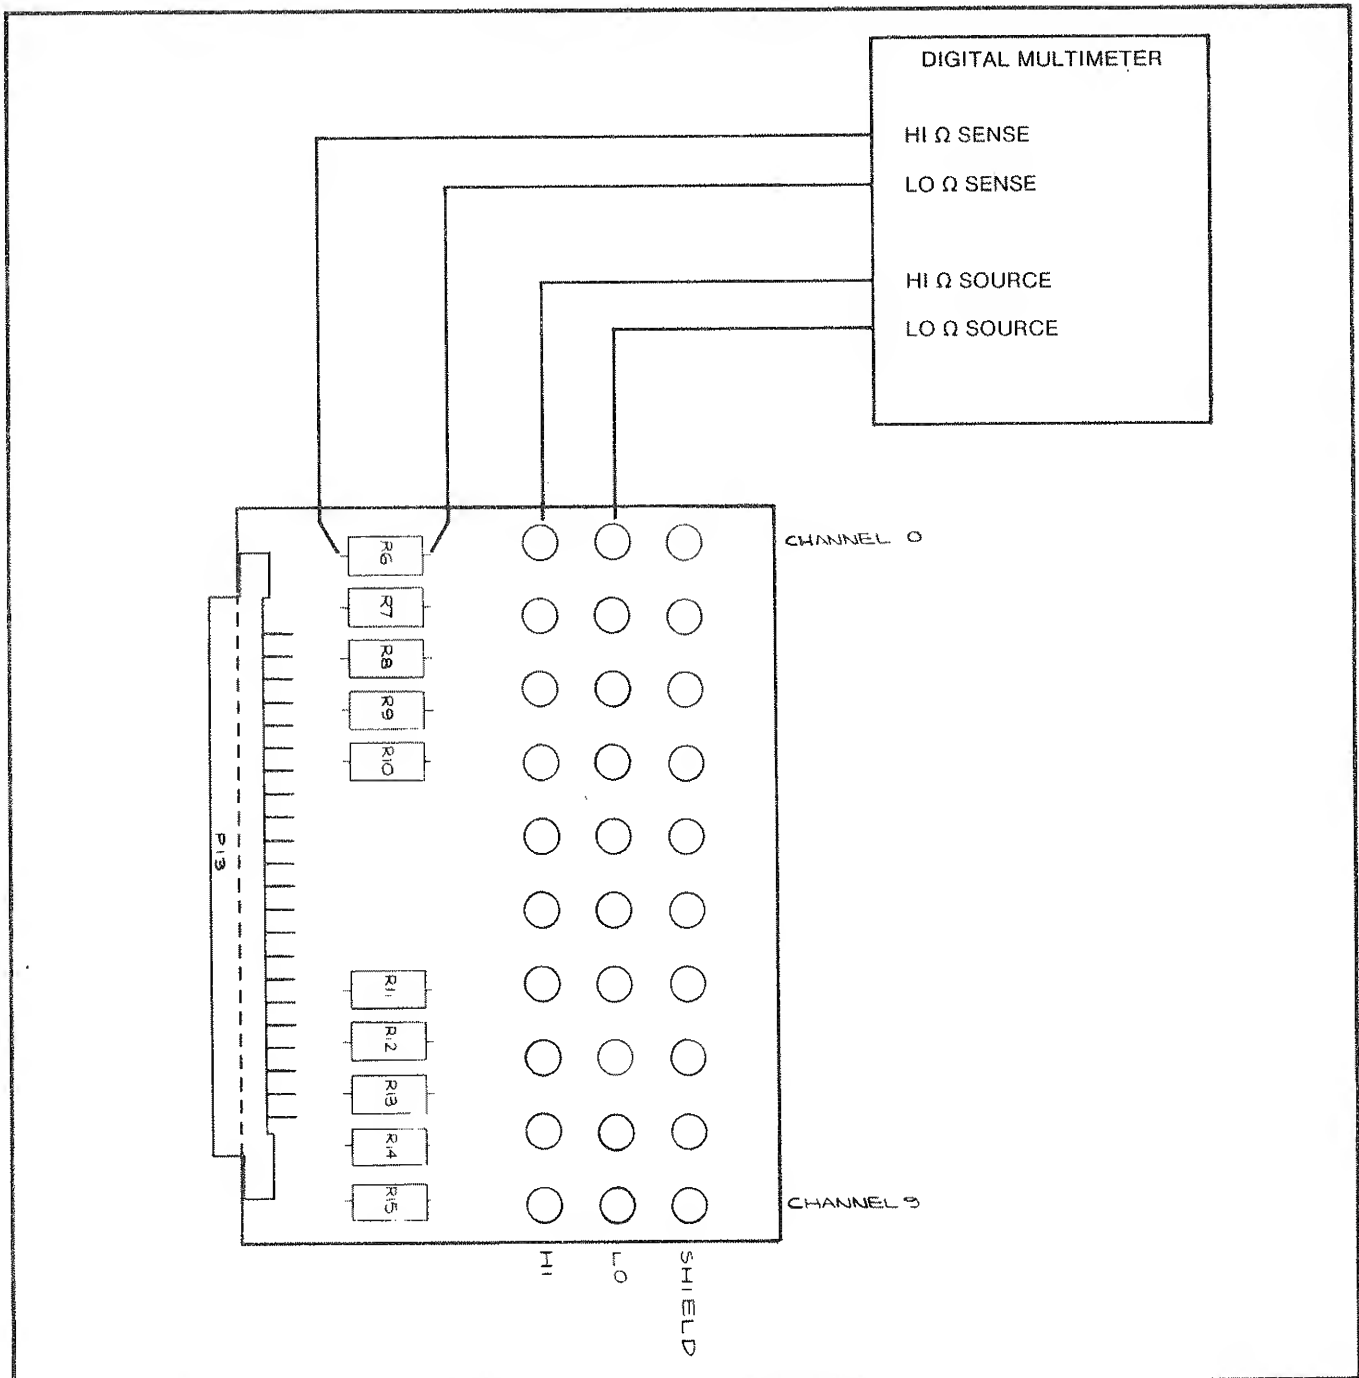 DIGITAL MULTIMETER
HI Ω SENSE
LO Ω SENSE
HI Ω SOURCE
LO Ω SOURCE
CHANNEL 0
R6
R7
R8
R9
R10
P13
R11
R12
R13
R14
R15
CHANNEL 9
HI
LO
SHIELD